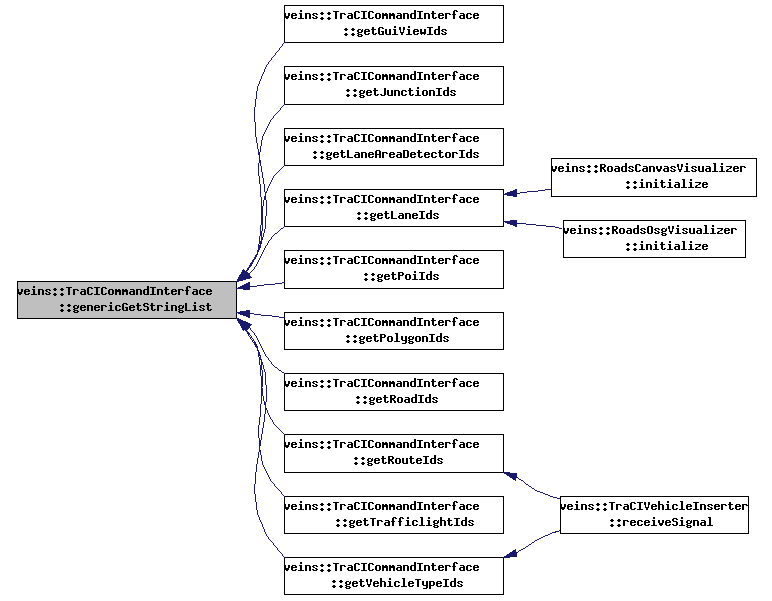 veins::TraCICommandInterface
::getGuiViewIds
veins::TraCICommandInterface
::getJunctionIds
veins::TraCICommandInterface
::getLaneAreaDetectorIds
veins::TraCICommandInterface
::getLaneIds
veins::RoadsCanvasVisualizer
::initialize
veins::RoadsOsgVisualizer
::initialize
veins::TraCICommandInterface
::getPoiIds
veins::TraCICommandInterface
::genericGetStringList
veins::TraCICommandInterface
::getPolygonIds
veins::TraCICommandInterface
::getRoadIds
veins::TraCICommandInterface
::getRouteIds
veins::TraCICommandInterface
::getTrafficlightIds
veins::TraCIVehicleInserter
::receiveSignal
veins::TraCICommandInterface
::getVehicleTypeIds